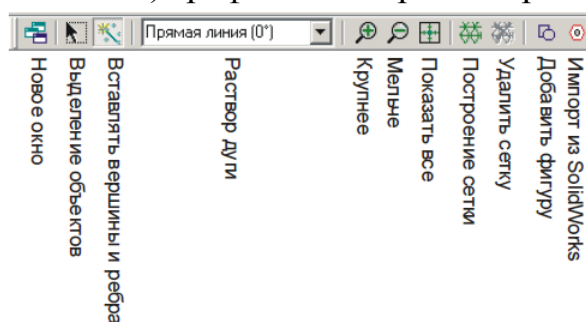 Прямая линия (0°)
Новое окно
Выделение объектов
Вставлять вершины и ребра
Раствор дуги
Крупнее
Мельче
Показать все
Построение сетки
Удалить сетку
Добавить фигуру
Импорт из SolidWorks